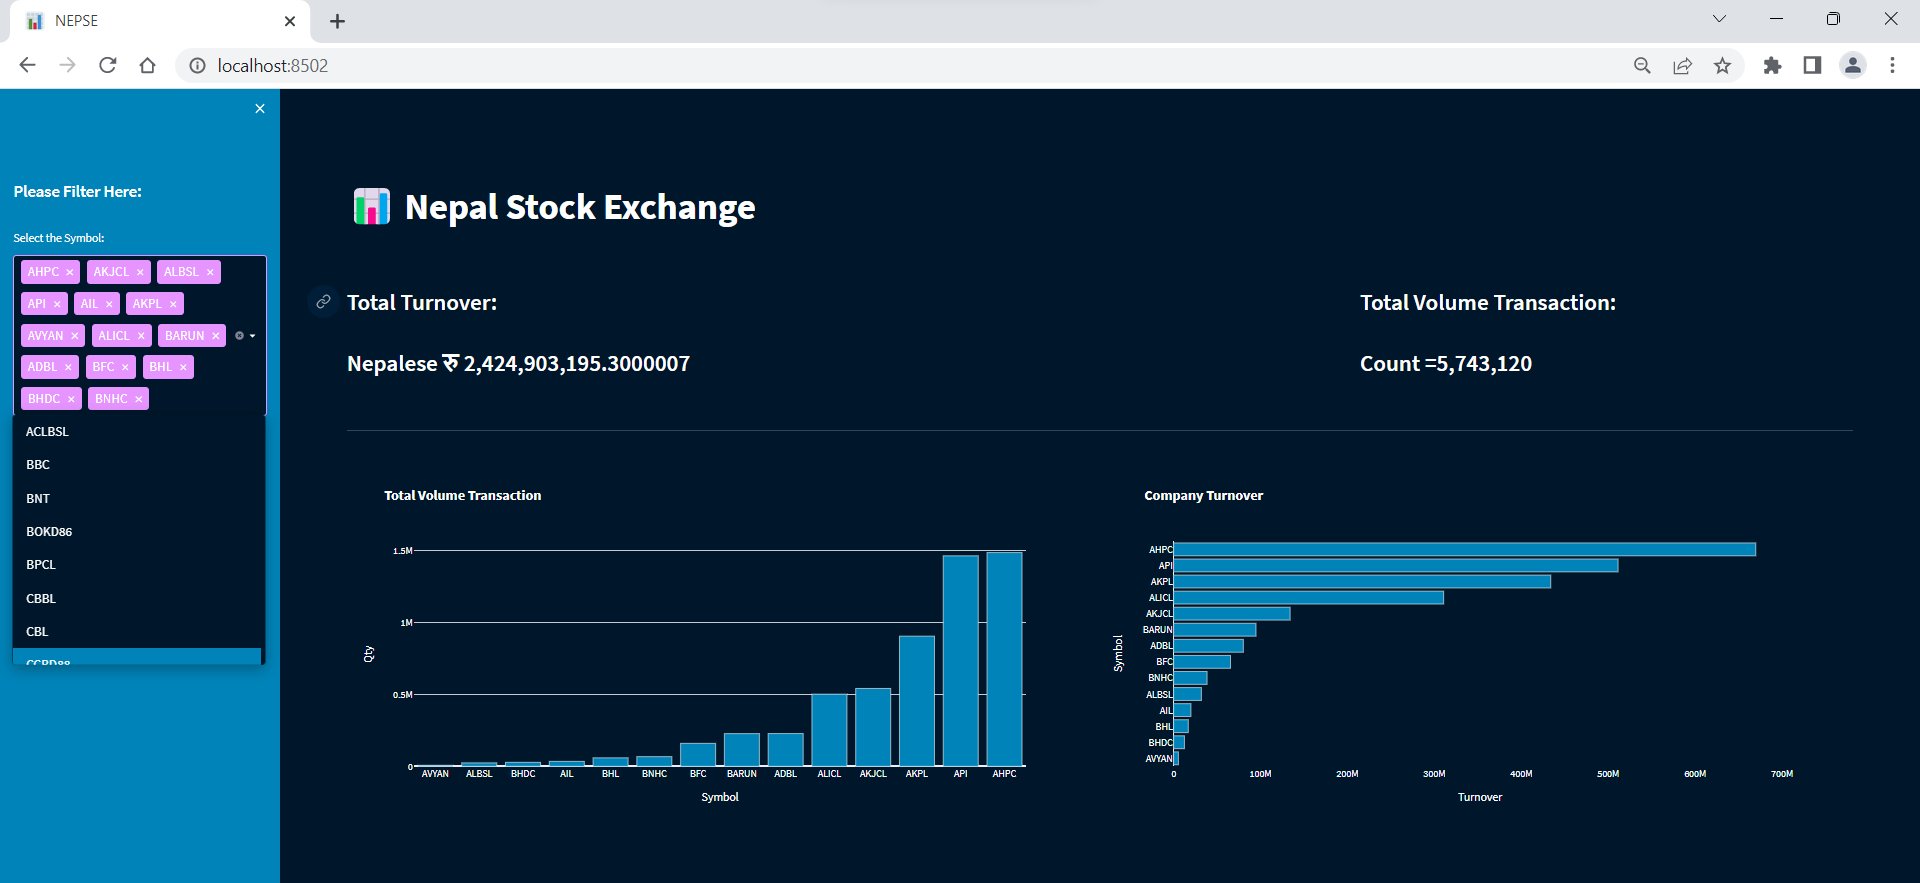 NEPSE
localhost:8502
Please Filter Here:
Select the Symbol:
AHPC AKJCL ALBSL
API AIL AKPL
AVYAN ALICL BARUN
ADBL BFC BHL
BHDC BNHC
ACLBSL
BBC
BNT
BOKD86
BPCL
CBBL
CBL
Nepal Stock Exchange
Total Turnover:
Nepalese रु 2,424,903,195.3000007
Total Volume Transaction:
Count =5,743,120
Total Volume Transaction
1.5M
1M
0.5M
0
Qty
AVYAN ALBSL BHDC AIL BHL BNHC BFC BARUN ADBL ALICL AKJCL AKPL API AHPC
Symbol
Company Turnover
AHPC
API
AKPL
ALICL
AKJCL
BARUN
ADBL
BFC
BNHC
ALBSL
AIL
BHL
BHDC
AVYAN
Symbol
0 100M 200M 300M 400M 500M 600M 700M
Turnover